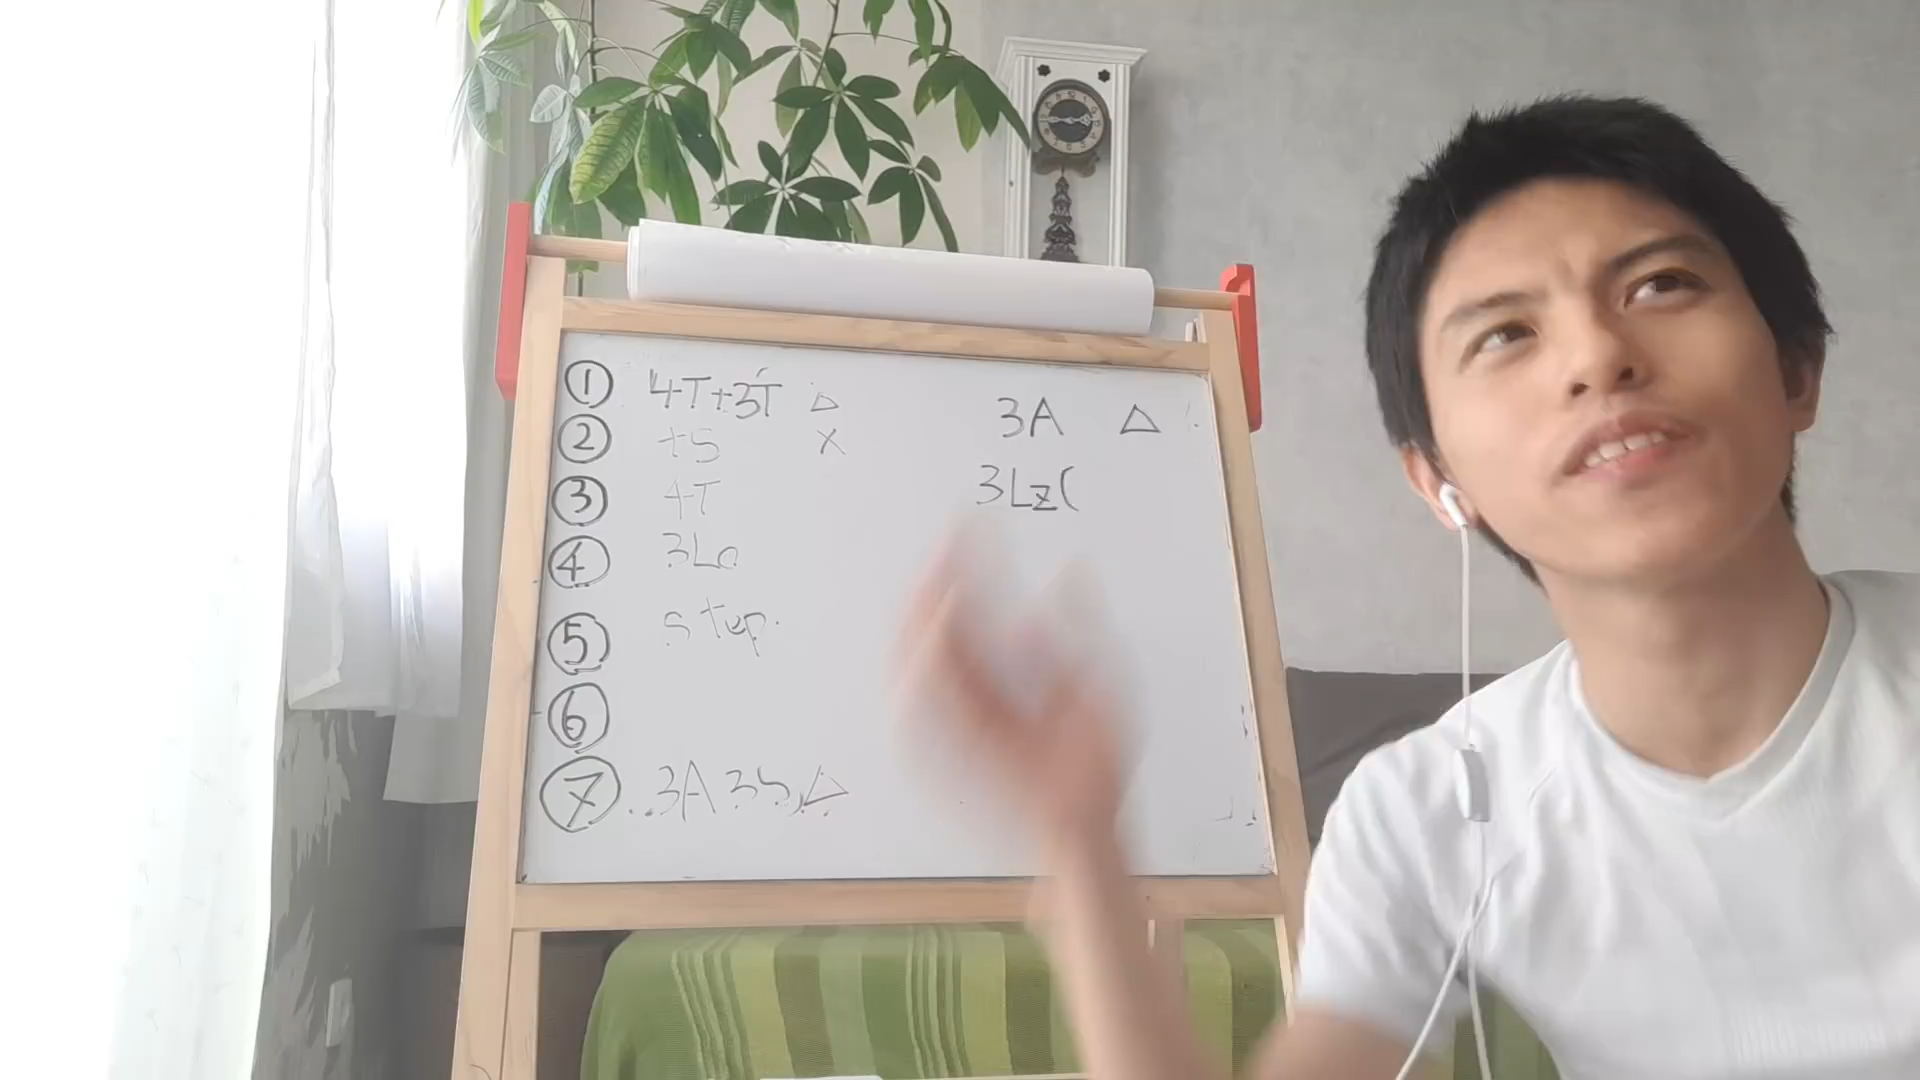 ① 4T+3T △
② +S ×
③ 4T
④ 3Lo
⑤ step.
⑥
⑦ 3A 3S △
3A △
3Lz(